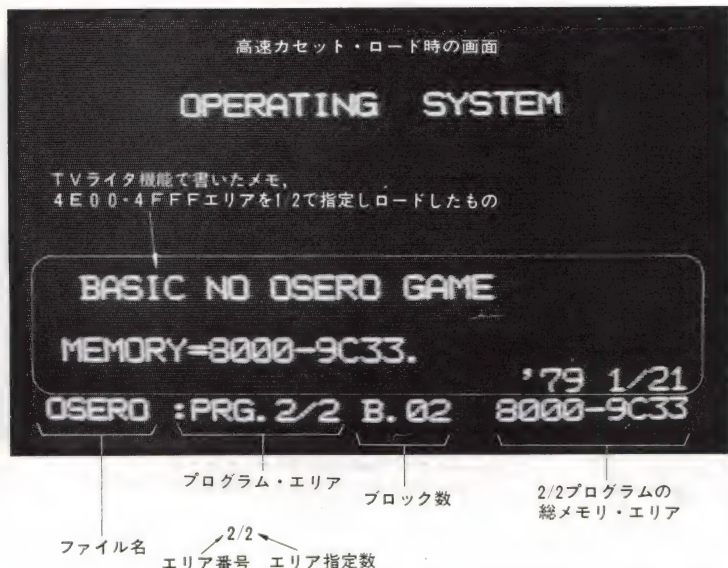 高速カセット・ロード時の画面
OPERATING SYSTEM
TVライタ機能で書いたメモ,
4E00-4FFFエリアを1/2で指定しロードしたもの
BASIC NO OSERO GAME
MEMORY=8000-9C33.
'79 1/21
OSERO :PRG.2/2 B.02 8000-9C33
プログラム・エリア
ブロック数
2/2プログラムの
総メモリ・エリア
ファイル名
2/2
エリア番号 エリア指定数